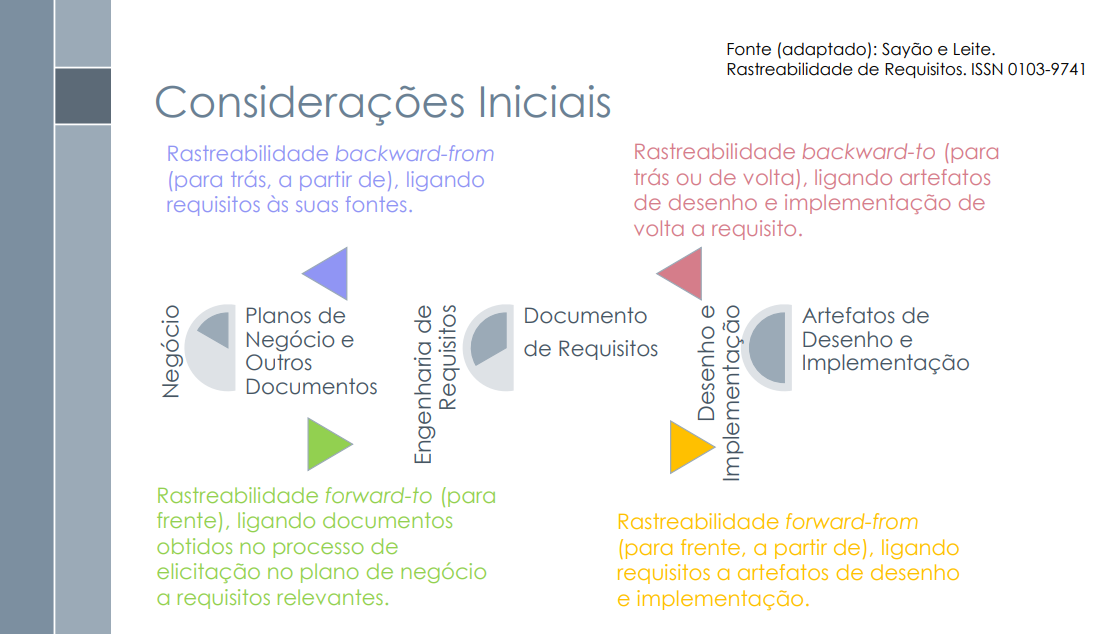 Fonte (adaptado): Sayão e Leite.
Rastreabilidade de Requisitos. ISSN 0103-9741
Considerações Iniciais
Rastreabilidade backward-from
(para trás, a partir de), ligando
requisitos às suas fontes.
Rastreabilidade backward-to (para
trás ou de volta), ligando artefatos
de desenho e implementação de
volta a requisito.
Negócio
Planos de
Negócio e
Outros
Documentos
Engenharia de
Requisitos
Documento
de Requisitos
Desenho e
Implementação
Artefatos de
Desenho e
Implementação
Rastreabilidade forward-to (para
frente), ligando documentos
obtidos no processo de
elicitação no plano de negócio
a requisitos relevantes.
Rastreabilidade forward-from
(para frente, a partir de), ligando
requisitos a artefatos de desenho
e implementação.